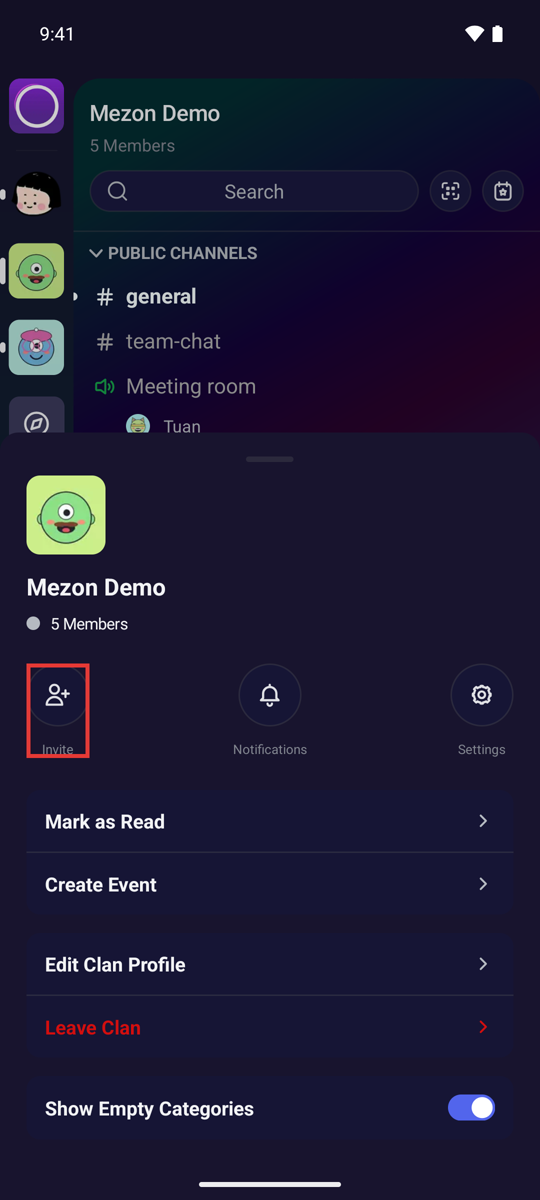 9:41
Mezon Demo
5 Members
Search
PUBLIC CHANNELS
# general
# team-chat
Meeting room
Tuan
Mezon Demo
5 Members
Invite
Notifications
Settings
Mark as Read
Create Event
Edit Clan Profile
Leave Clan
Show Empty Categories